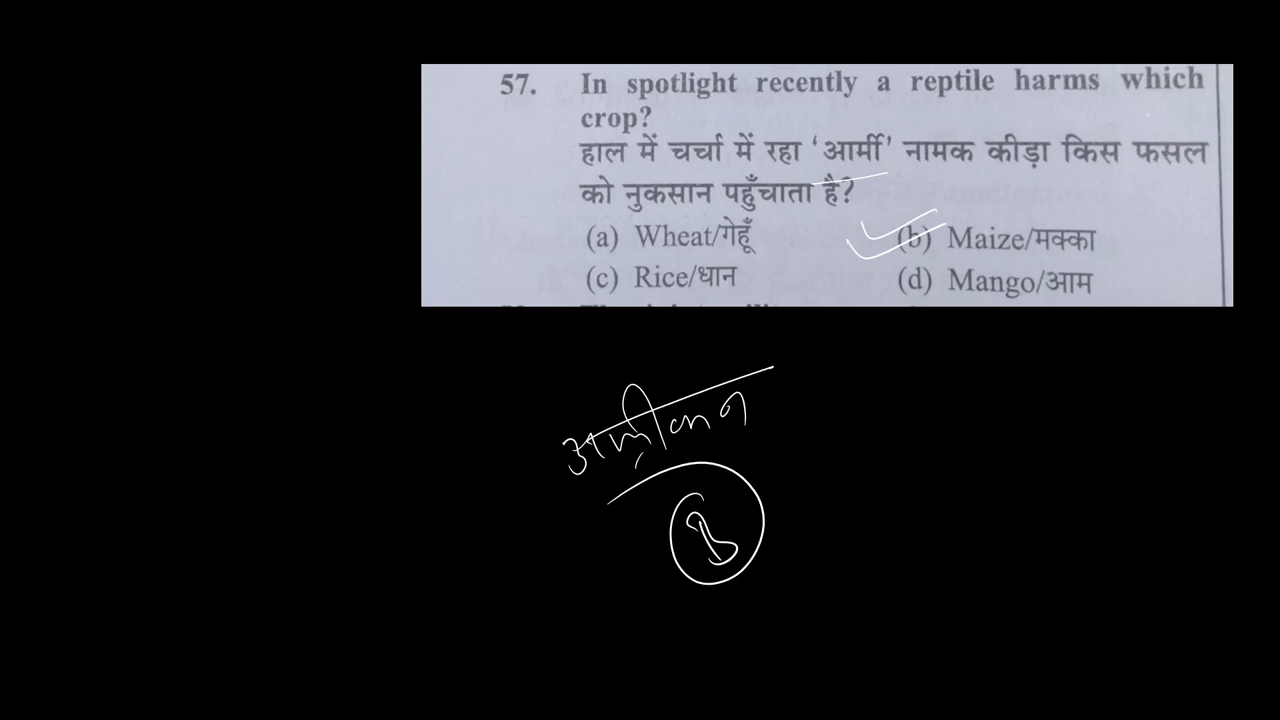 57. In spotlight recently a reptile harms which
crop?
हाल में चर्चा में रहा ‘आर्मी’ नामक कीड़ा किस फसल
को नुकसान पहुँचाता है?
(a) Wheat/गेहूँ (b) Maize/मक्का
(c) Rice/धान (d) Mango/आम